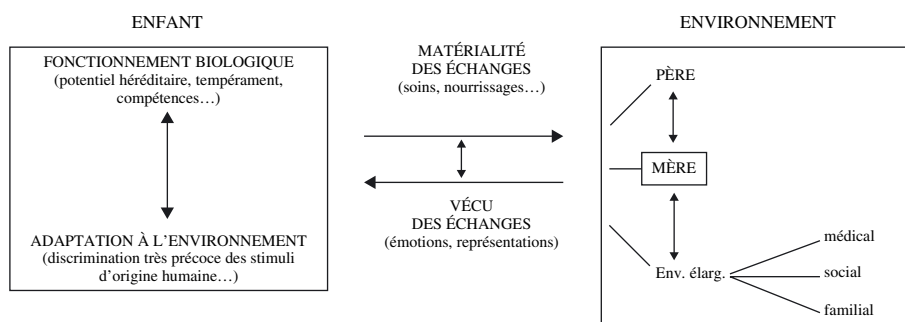 ENFANT
FONCTIONNEMENT BIOLOGIQUE
(potentiel héréditaire, tempérament,
compétences…)
ADAPTATION À L’ENVIRONNEMENT
(discrimination très précoce des stimuli
d’origine humaine…)
MATÉRIALITÉ
DES ÉCHANGES
(soins, nourrissages…)
VÉCU
DES ÉCHANGES
(émotions, représentations)
ENVIRONNEMENT
PÈRE
MÈRE
Env. élarg.
médical
social
familial